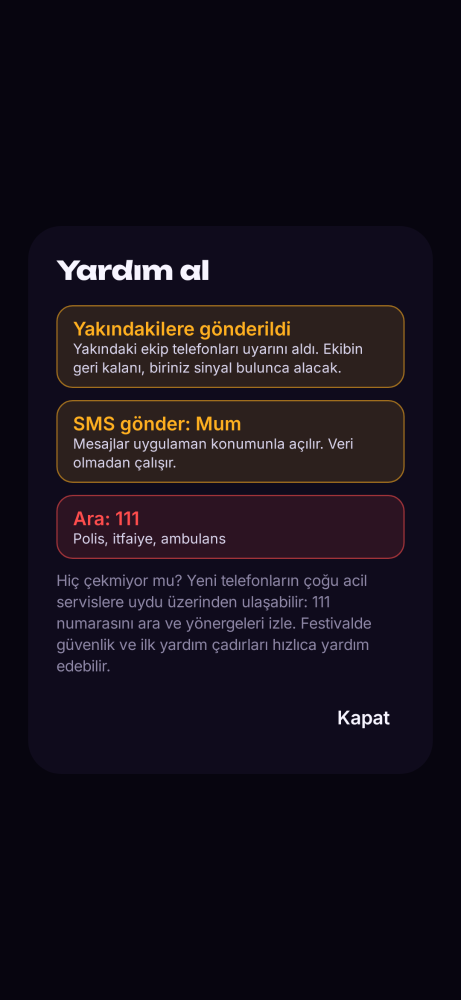 Yardım al
Yakındakilere gönderildi
Yakındaki ekip telefonları uyarını aldı. Ekibin
geri kalanı, biriniz sinyal bulunca alacak.
SMS gönder: Mum
Mesajlar uygulaman konumunla açılır. Veri
olmadan çalışır.
Ara: 111
Polis, itfaiye, ambulans
Hiç çekmiyor mu? Yeni telefonların çoğu acil
servislere uydu üzerinden ulaşabilir: 111
numarasını ara ve yönergeleri izle. Festivalde
güvenlik ve ilk yardım çadırları hızlıca yardım
edebilir.
Kapat